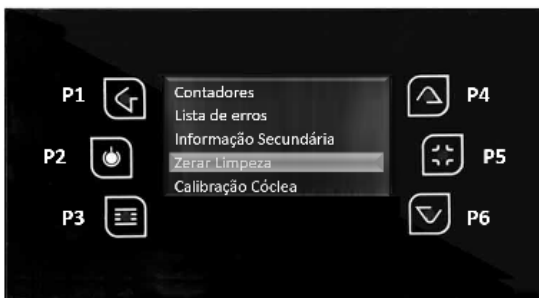 P1
P2
P3
Contadores
Lista de erros
Informação Secundária
Zerar Limpeza
Calibração Cóclea
P4
P5
P6